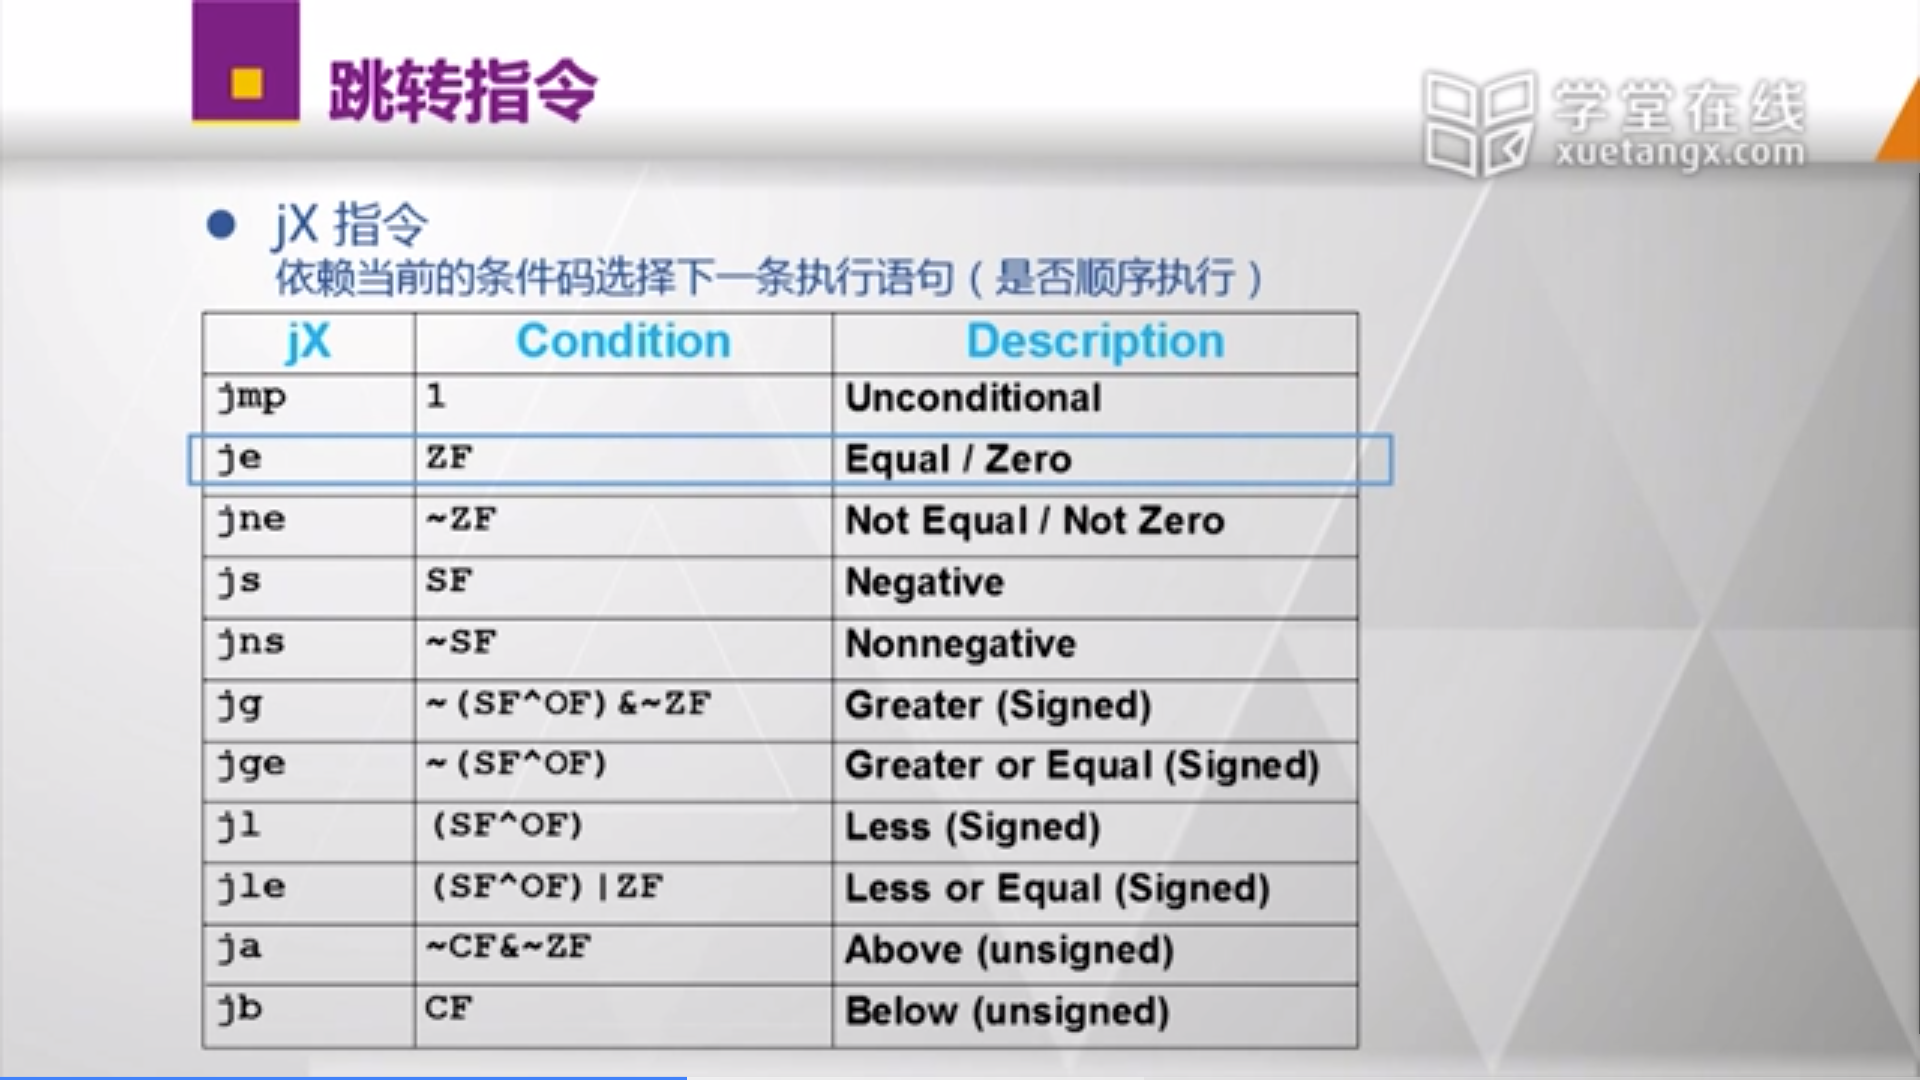 跳转指令
学堂在线
xuetangx.com
jX 指令
依赖当前的条件码选择下一条执行语句（是否顺序执行）
jX Condition Description
jmp 1 Unconditional
je ZF Equal / Zero
jne ~ZF Not Equal / Not Zero
js SF Negative
jns ~SF Nonnegative
jg ~(SF^OF)&~ZF Greater (Signed)
jge ~(SF^OF) Greater or Equal (Signed)
jl (SF^OF) Less (Signed)
jle (SF^OF)|ZF Less or Equal (Signed)
ja ~CF&~ZF Above (unsigned)
jb CF Below (unsigned)